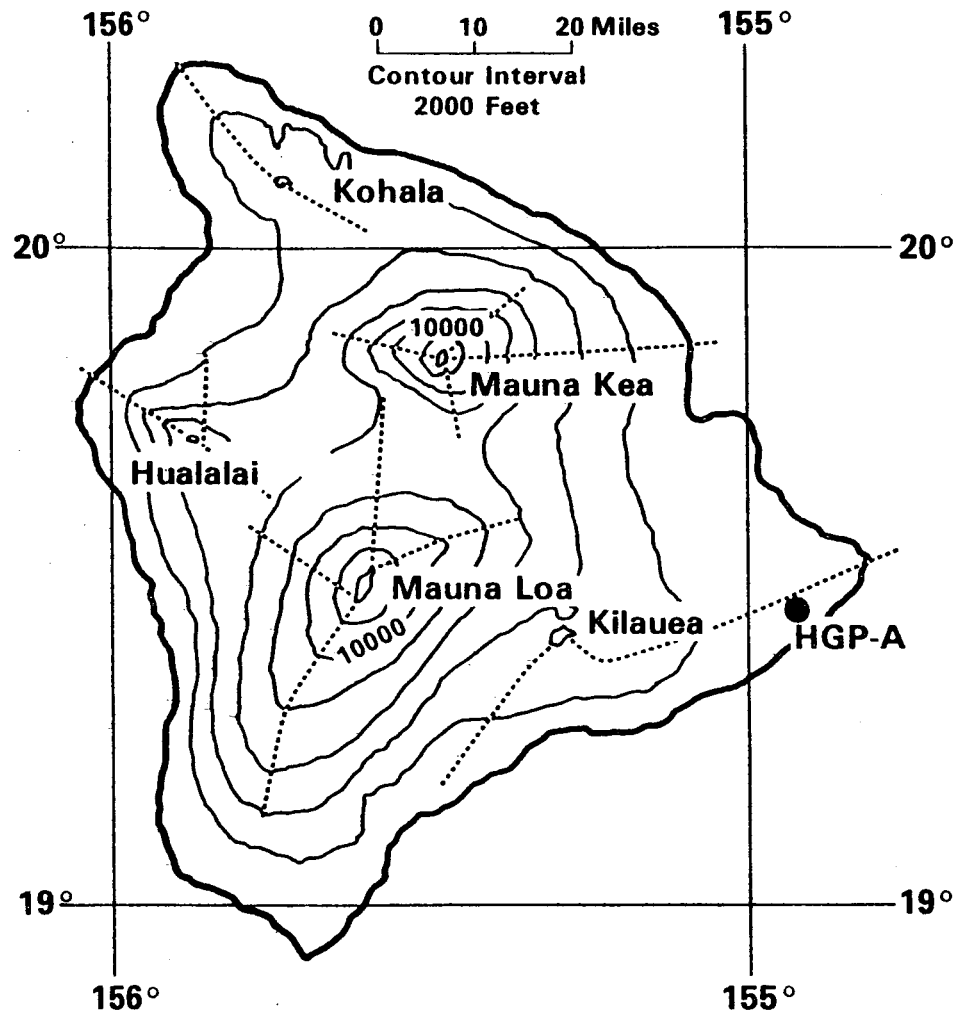 156° 0 10 20 Miles 155°
Contour Interval
2000 Feet
Kohala
20° 20°
10000
Mauna Kea
Hualalai
Mauna Loa
Kilauea
10000
HGP-A
19° 19°
156° 155°